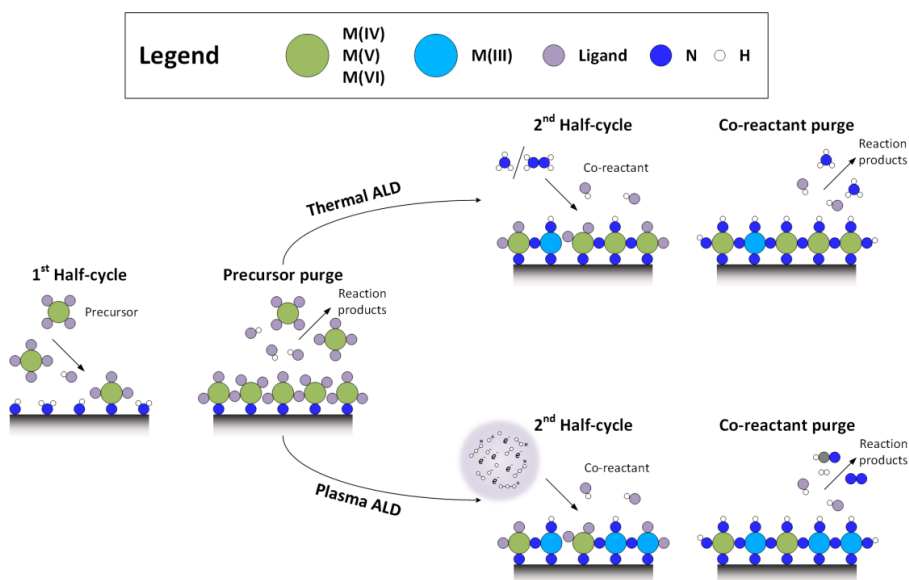 Legend
M(IV)
M(V)
M(VI)
M(III)
Ligand
N
H
2nd Half-cycle
Co-reactant purge
Co-reactant
Reaction
products
Thermal ALD
1st Half-cycle
Precursor
Precursor purge
Reaction
products
Plasma ALD
2nd Half-cycle
Co-reactant purge
e- e-
e- e-
e-
e-
Co-reactant
Reaction
products